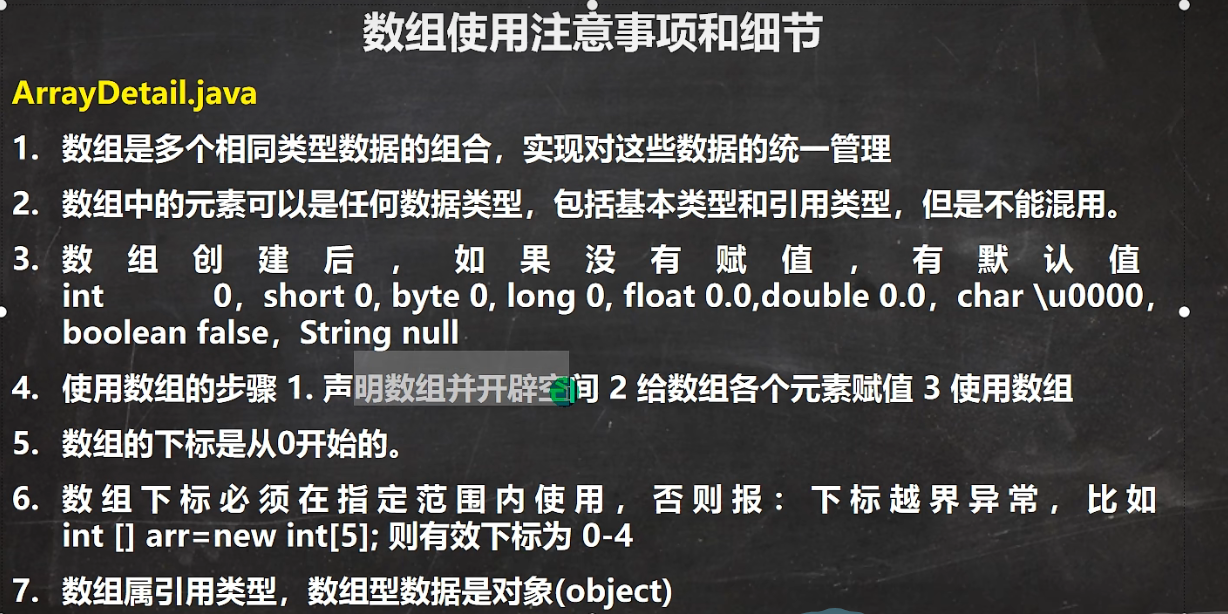 数组使用注意事项和细节
ArrayDetail.java
1. 数组是多个相同类型数据的组合，实现对这些数据的统一管理
2. 数组中的元素可以是任何数据类型，包括基本类型和引用类型，但是不能混用。
3. 数组创建后，如果没有赋值，有默认值
int 0，short 0, byte 0, long 0, float 0.0,double 0.0，char \u0000，
boolean false，String null
4. 使用数组的步骤 1. 声明数组并开辟空间 2 给数组各个元素赋值 3 使用数组
5. 数组的下标是从0开始的。
6. 数组下标必须在指定范围内使用，否则报：下标越界异常，比如
int [] arr=new int[5]; 则有效下标为 0-4
7. 数组属引用类型，数组型数据是对象(object)